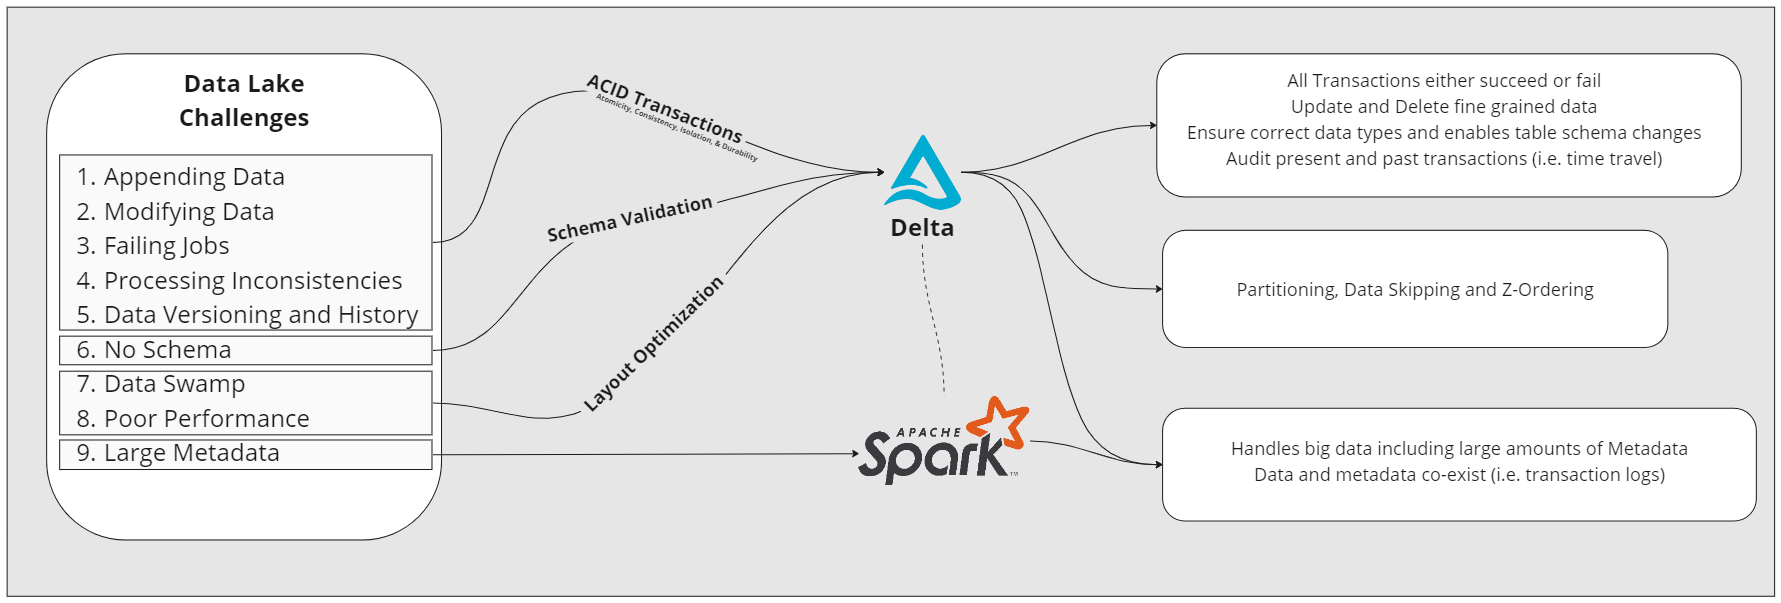 Data Lake
Challenges
1. Appending Data
2. Modifying Data
3. Failing Jobs
4. Processing Inconsistencies
5. Data Versioning and History
6. No Schema
7. Data Swamp
8. Poor Performance
9. Large Metadata
ACID Transactions
Atomicity, Consistency, Isolation, & Durability
Schema Validation
Layout Optimization
Delta
APACHE
Spark™
All Transactions either succeed or fail
Update and Delete fine grained data
Ensure correct data types and enables table schema changes
Audit present and past transactions (i.e. time travel)
Partitioning, Data Skipping and Z-Ordering
Handles big data including large amounts of Metadata
Data and metadata co-exist (i.e. transaction logs)